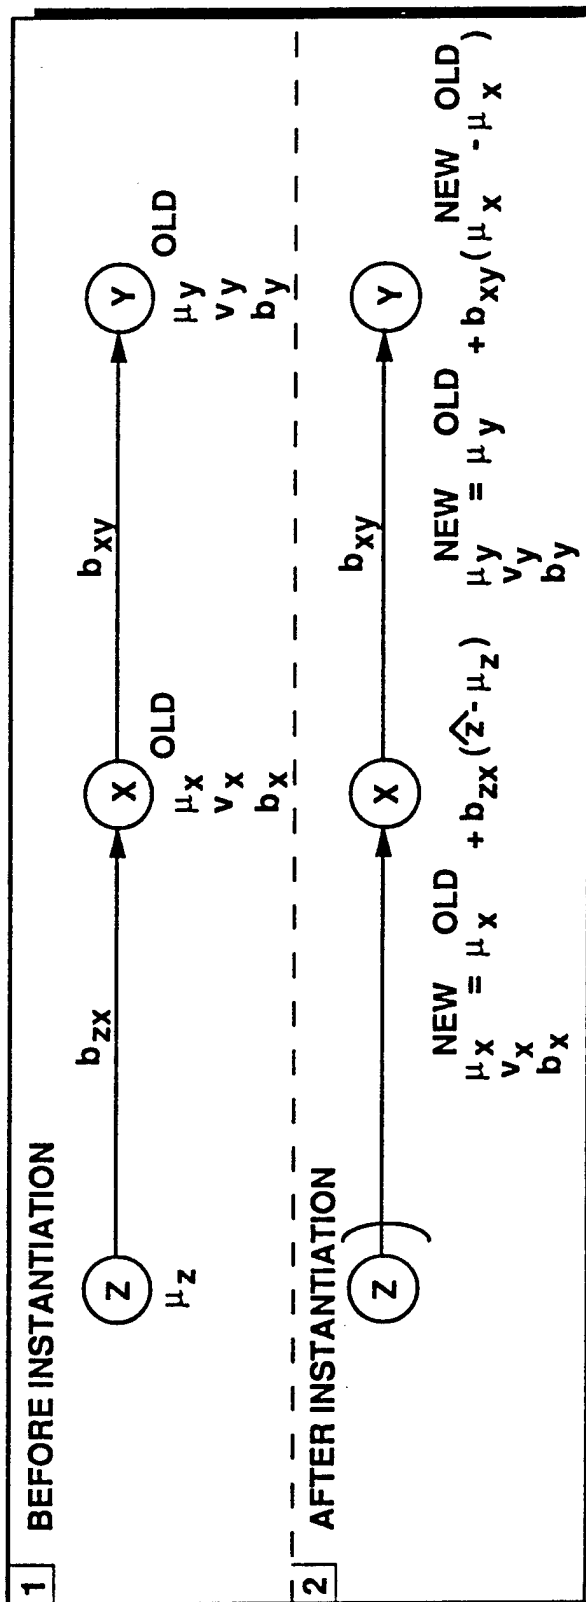 1 BEFORE INSTANTIATION
b_zx b_xy
Z X Y
μ_z OLD OLD
μ_x μ_y
v_x v_y
b_x b_y
2 AFTER INSTANTIATION
b_xy
Z X Y
NEW OLD NEW OLD NEW OLD
μ_x = μ_x + b_zx(ẑ - μ_z) μ_y = μ_y + b_xy(μ_x - μ_x)
v_x v_y
b_x b_y